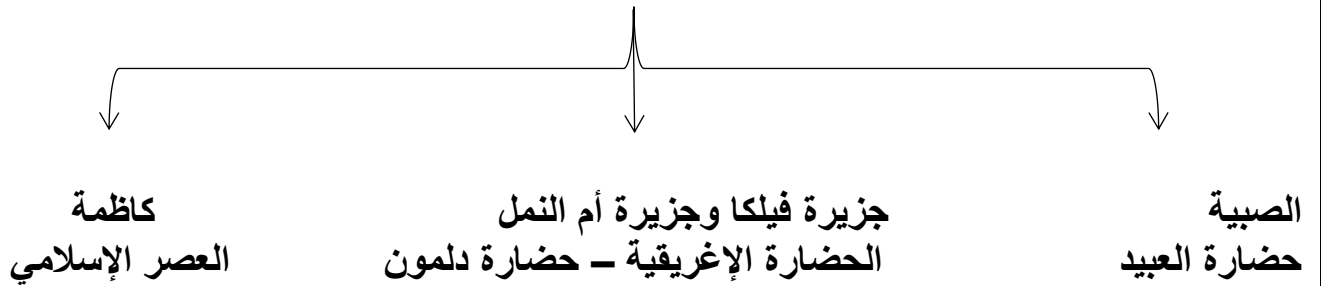 الصبية
حضارة العبيد
جزيرة فيلكا وجزيرة أم النمل
الحضارة الإغريقية – حضارة دلمون
كاظمة
العصر الإسلامي